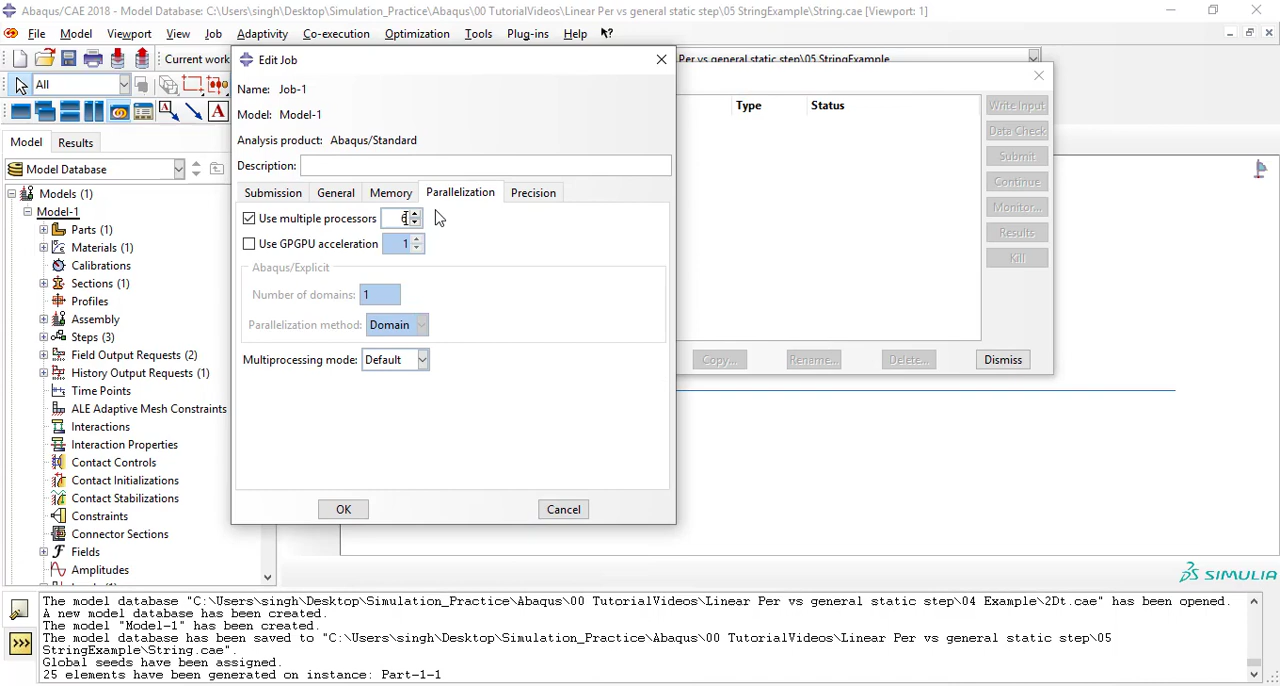 Abaqus/CAE 2018 - Model Database: C:\Users\singh\Desktop\Simulation_Practice\Abaqus\00 TutorialVideos\Linear Per vs general static step\05 StringExample\String.cae [Viewport: 1]
File Model Viewport View Job Adaptivity Co-execution Optimization Tools Plug-ins Help
Current work
Per vs general static step\05 StringExample
All
Model Results
Model Database
Models (1)
Model-1
Parts (1)
Materials (1)
Calibrations
Sections (1)
Profiles
Assembly
Steps (3)
Field Output Requests (2)
History Output Requests (1)
Time Points
ALE Adaptive Mesh Constraints
Interactions
Interaction Properties
Contact Controls
Contact Initializations
Contact Stabilizations
Constraints
Connector Sections
Fields
Amplitudes
Edit Job
Name: Job-1
Model: Model-1
Analysis product: Abaqus/Standard
Description:
Submission General Memory Parallelization Precision
Use multiple processors
Use GPGPU acceleration 1
Abaqus/Explicit
Number of domains: 1
Parallelization method: Domain
Multiprocessing mode: Default
OK Cancel
Type Status
Write Input
Data Check
Submit
Continue
Monitor...
Results
Kill
Copy... Rename... Delete... Dismiss
SIMULIA
The model database "C:\Users\singh\Desktop\Simulation_Practice\Abaqus\00 TutorialVideos\Linear Per vs general static step\04 Example\2Dt.cae" has been opened.
A new model database has been created.
The model "Model-1" has been created.
The model database has been saved to "C:\Users\singh\Desktop\Simulation_Practice\Abaqus\00 TutorialVideos\Linear Per vs general static step\05
StringExample\String.cae".
Global seeds have been assigned.
25 elements have been generated on instance: Part-1-1